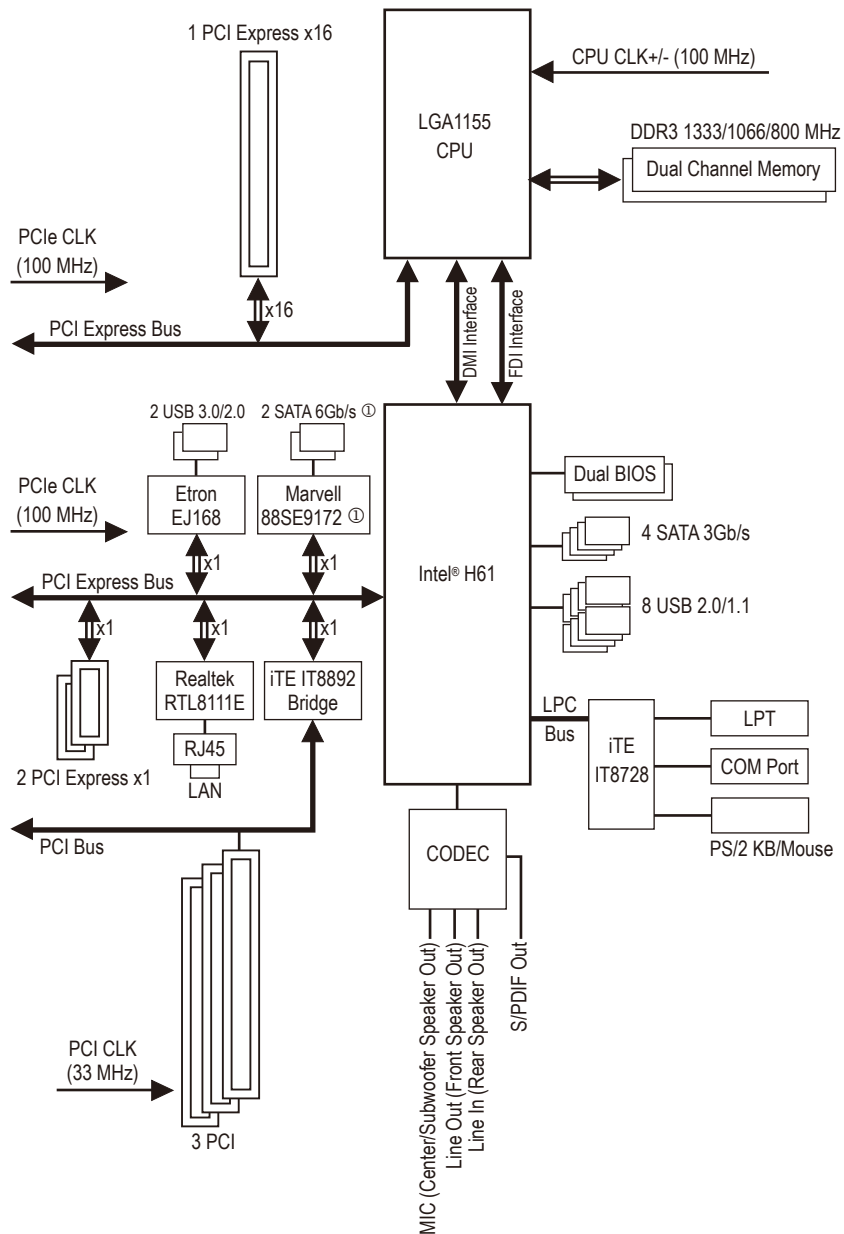 1 PCI Express x16
CPU CLK+/- (100 MHz)
LGA1155
CPU
DDR3 1333/1066/800 MHz
Dual Channel Memory
PCIe CLK
(100 MHz)
x16
PCI Express Bus
DMI Interface
FDI Interface
2 USB 3.0/2.0
2 SATA 6Gb/s ①
Etron
EJ168
Marvell
88SE9172 ①
PCIe CLK
(100 MHz)
Dual BIOS
4 SATA 3Gb/s
x1
x1
PCI Express Bus
Intel® H61
8 USB 2.0/1.1
x1
x1
x1
Realtek
RTL8111E
iTE IT8892
Bridge
RJ45
LAN
2 PCI Express x1
LPC
Bus
iTE
IT8728
LPT
COM Port
PS/2 KB/Mouse
PCI Bus
CODEC
MIC (Center/Subwoofer Speaker Out)
Line Out (Front Speaker Out)
Line In (Rear Speaker Out)
S/PDIF Out
PCI CLK
(33 MHz)
3 PCI